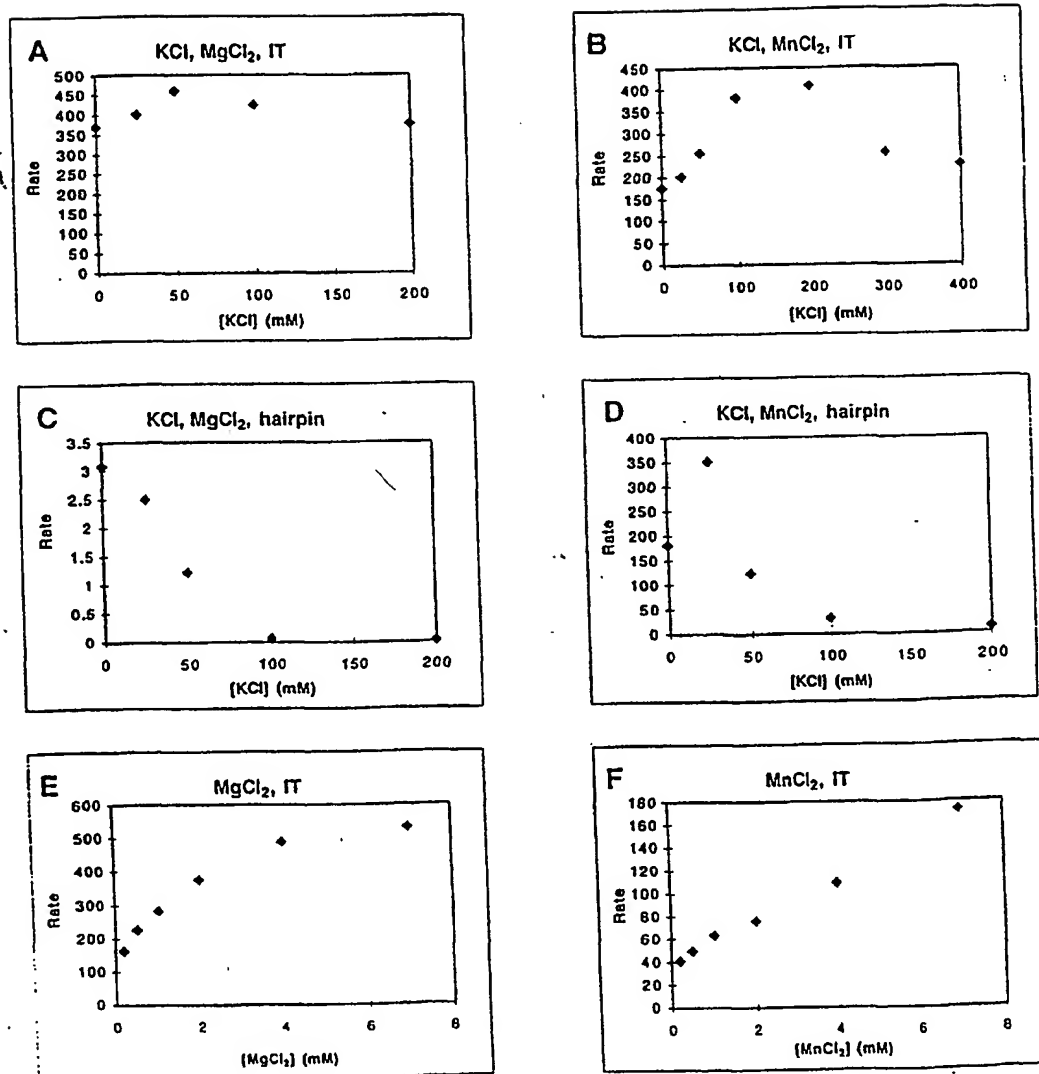 A
KCl, MgCl₂, IT
500
450
400
350
300
250
200
150
100
50
0
Rate
0 50 100 150 200
[KCl] (mM)
B
KCl, MnCl₂, IT
450
400
350
300
250
200
150
100
50
0
Rate
0 100 200 300 400
[KCl] (mM)
C
KCl, MgCl₂, hairpin
3.5
3
2.5
2
1.5
1
0.5
0
Rate
0 50 100 150 200
[KCl] (mM)
D
KCl, MnCl₂, hairpin
400
350
300
250
200
150
100
50
0
Rate
0 50 100 150 200
[KCl] (mM)
E
MgCl₂, IT
600
500
400
300
200
100
0
Rate
0 2 4 6 8
[MgCl₂] (mM)
F
MnCl₂, IT
180
160
140
120
100
80
60
40
20
0
Rate
0 2 4 6 8
[MnCl₂] (mM)